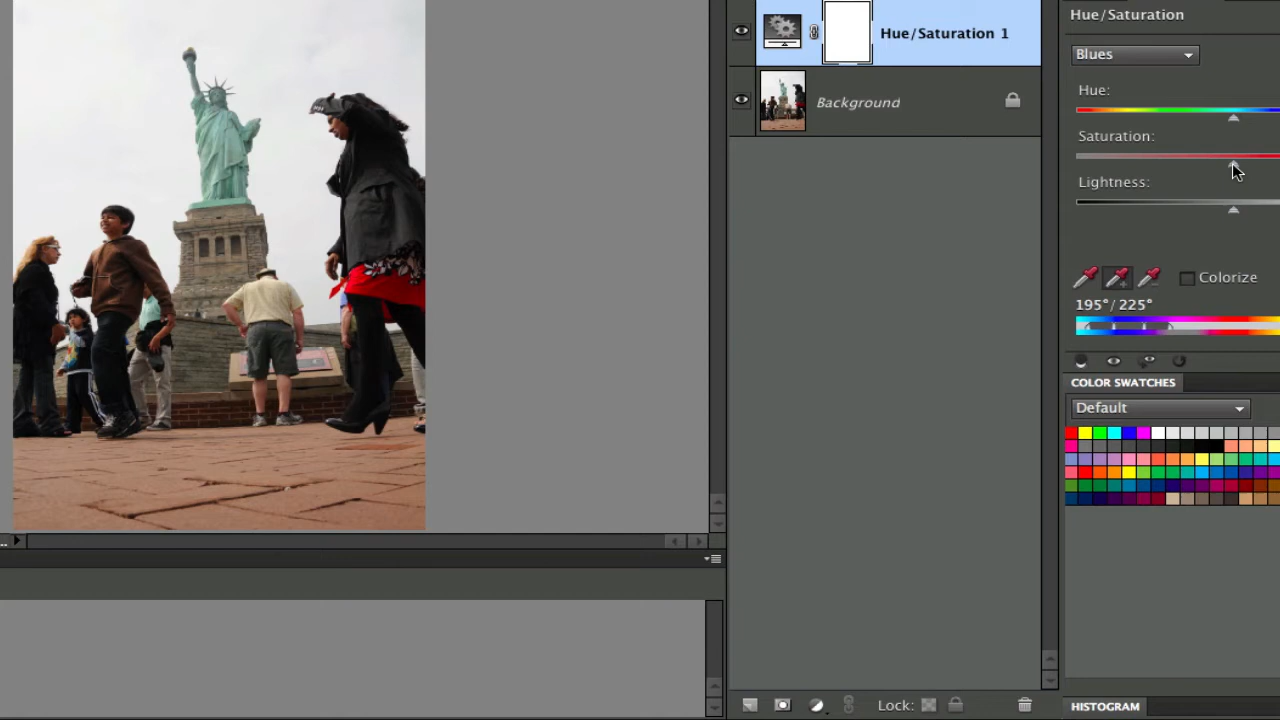 Hue/Saturation 1
Background
Lock:
Hue/Saturation
Blues
Hue:
Saturation:
Lightness:
Colorize
195°/ 225°
COLOR SWATCHES
Default
HISTOGRAM